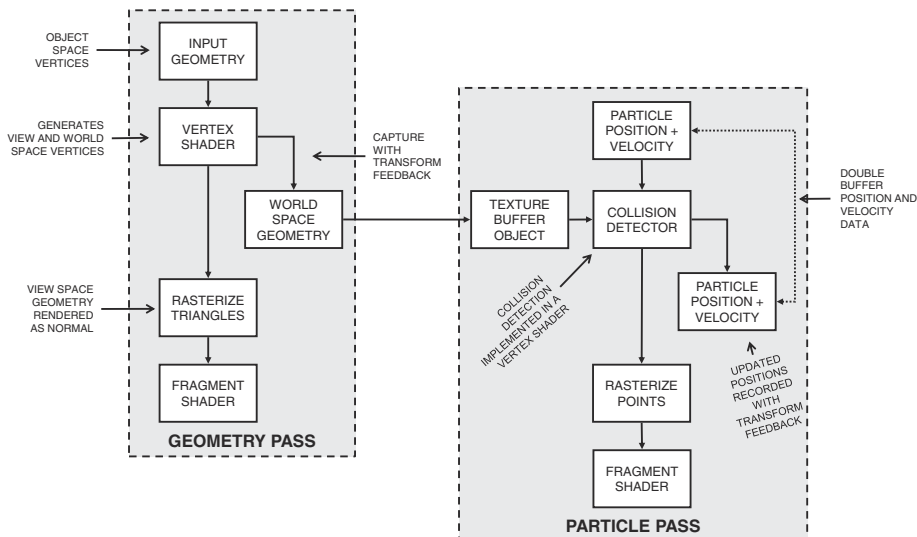 OBJECT
SPACE
VERTICES
INPUT
GEOMETRY
GENERATES
VIEW AND WORLD
SPACE VERTICES
VERTEX
SHADER
CAPTURE
WITH
TRANSFORM
FEEDBACK
WORLD
SPACE
GEOMETRY
VIEW SPACE
GEOMETRY
RENDERED
AS NORMAL
RASTERIZE
TRIANGLES
FRAGMENT
SHADER
GEOMETRY PASS
PARTICLE
POSITION +
VELOCITY
TEXTURE
BUFFER
OBJECT
COLLISION
DETECTOR
DOUBLE
BUFFER
POSITION AND
VELOCITY
DATA
PARTICLE
POSITION +
VELOCITY
COLLISION
DETECTION
IMPLEMENTED IN A
VERTEX SHADER
UPDATED
POSITIONS
RECORDED
WITH
TRANSFORM
FEEDBACK
RASTERIZE
POINTS
FRAGMENT
SHADER
PARTICLE PASS